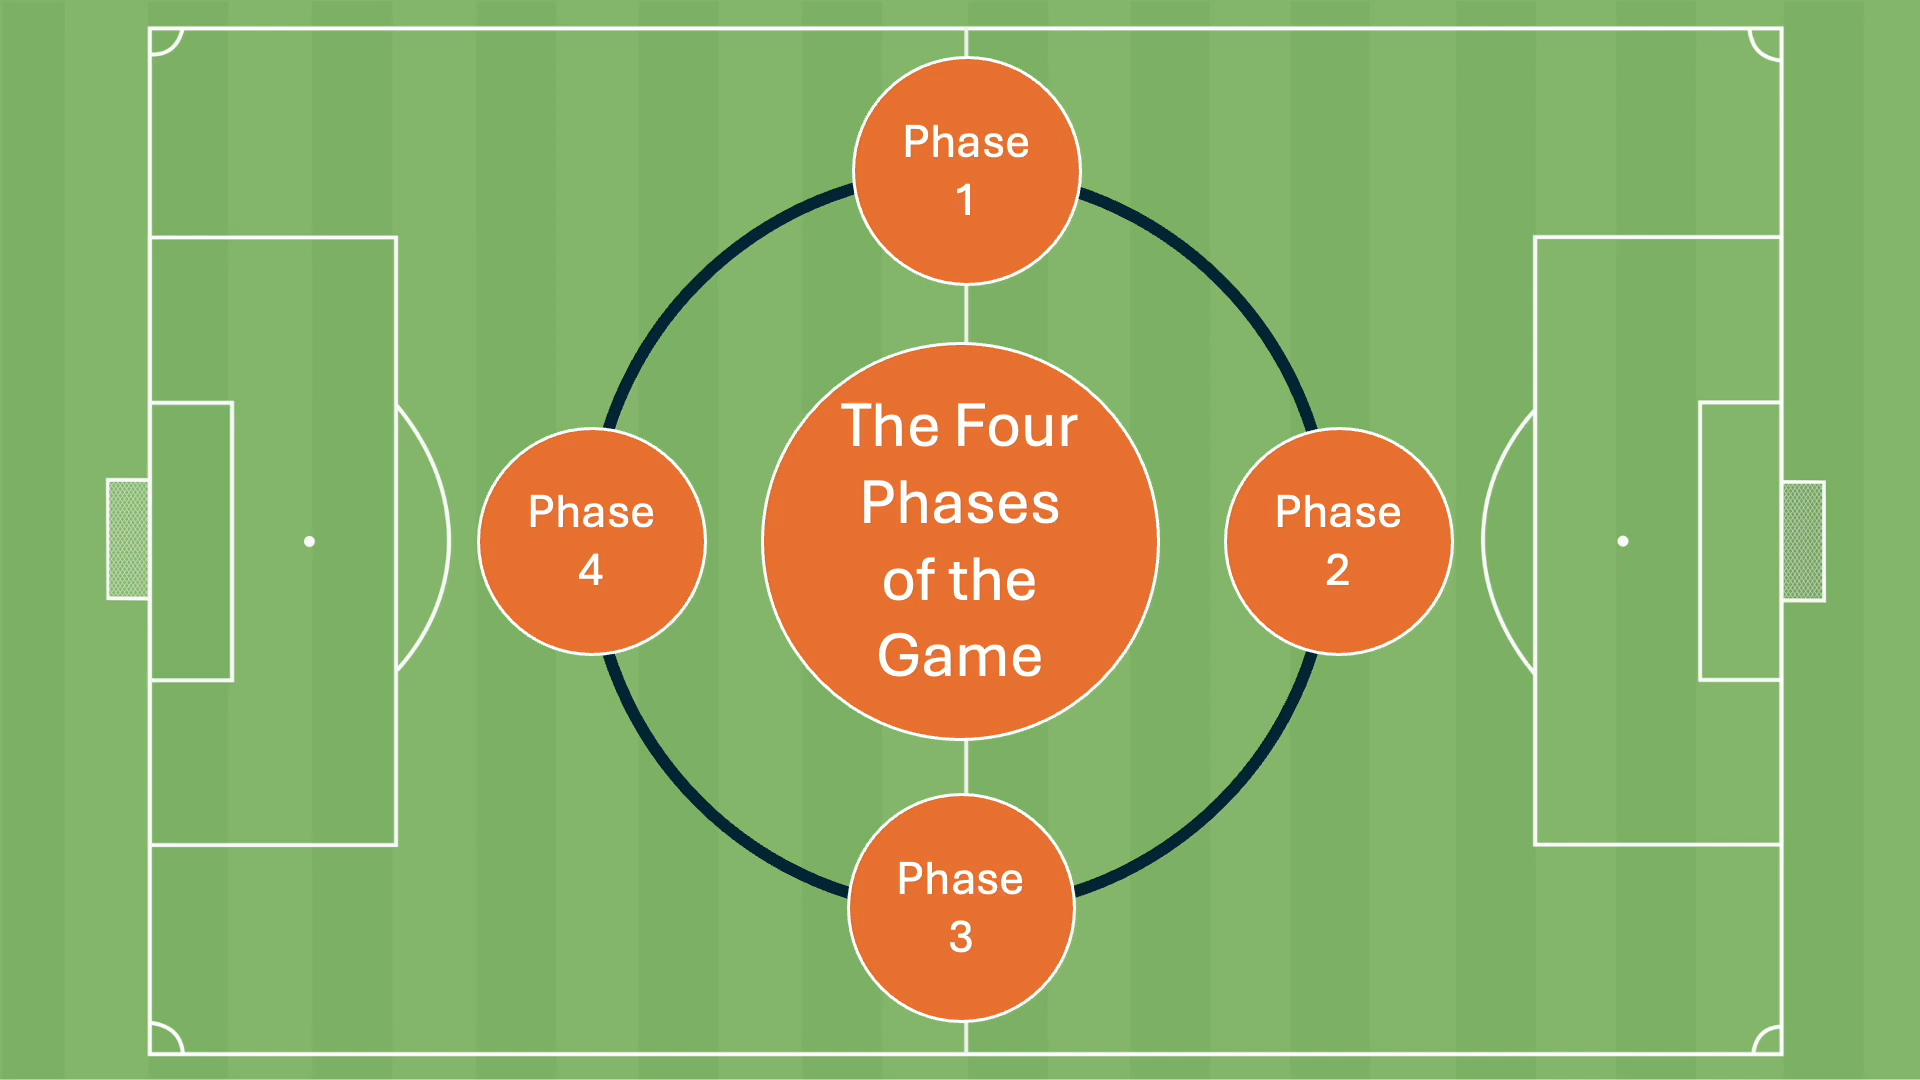 Phase
1
The Four
Phases
of the
Game
Phase
4
Phase
2
Phase
3